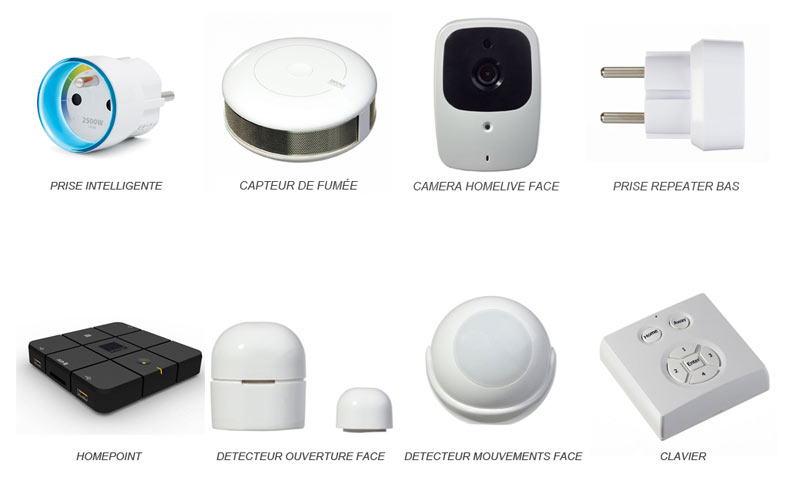 2500W
PRISE INTELLIGENTE
CAPTEUR DE FUMÉE
CAMERA HOMELIVE FACE
PRISE REPEATER BAS
Home
Away
1
2
Enter
3
4
HOMEPOINT
DETECTEUR OUVERTURE FACE
DETECTEUR MOUVEMENTS FACE
CLAVIER